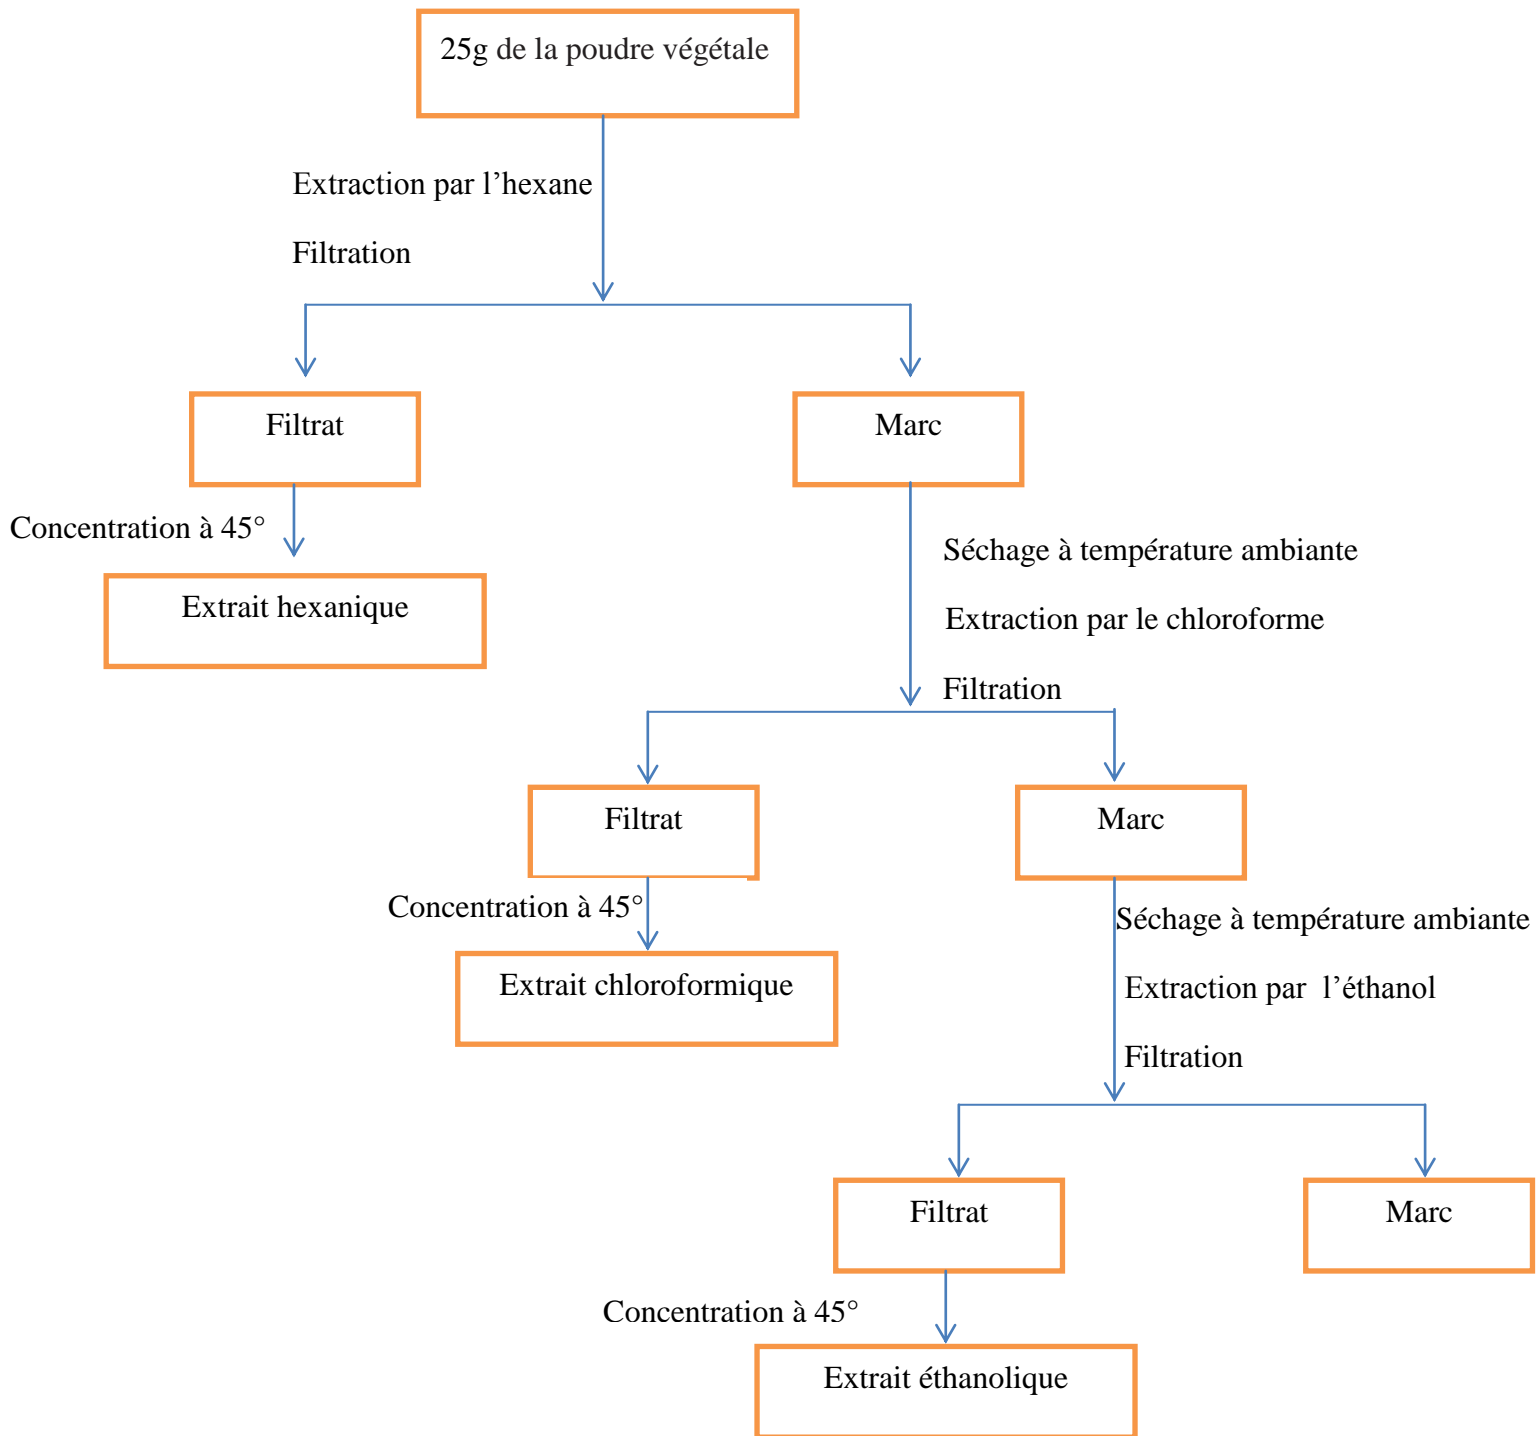 25g de la poudre végétale
Extraction par l’hexane
Filtration
Filtrat
Marc
Concentration à 45°
Séchage à température ambiante
Extrait hexanique
Extraction par le chloroforme
Filtration
Filtrat
Marc
Concentration à 45°
Séchage à température ambiante
Extrait chloroformique
Extraction par l’éthanol
Filtration
Filtrat
Marc
Concentration à 45°
Extrait éthanolique